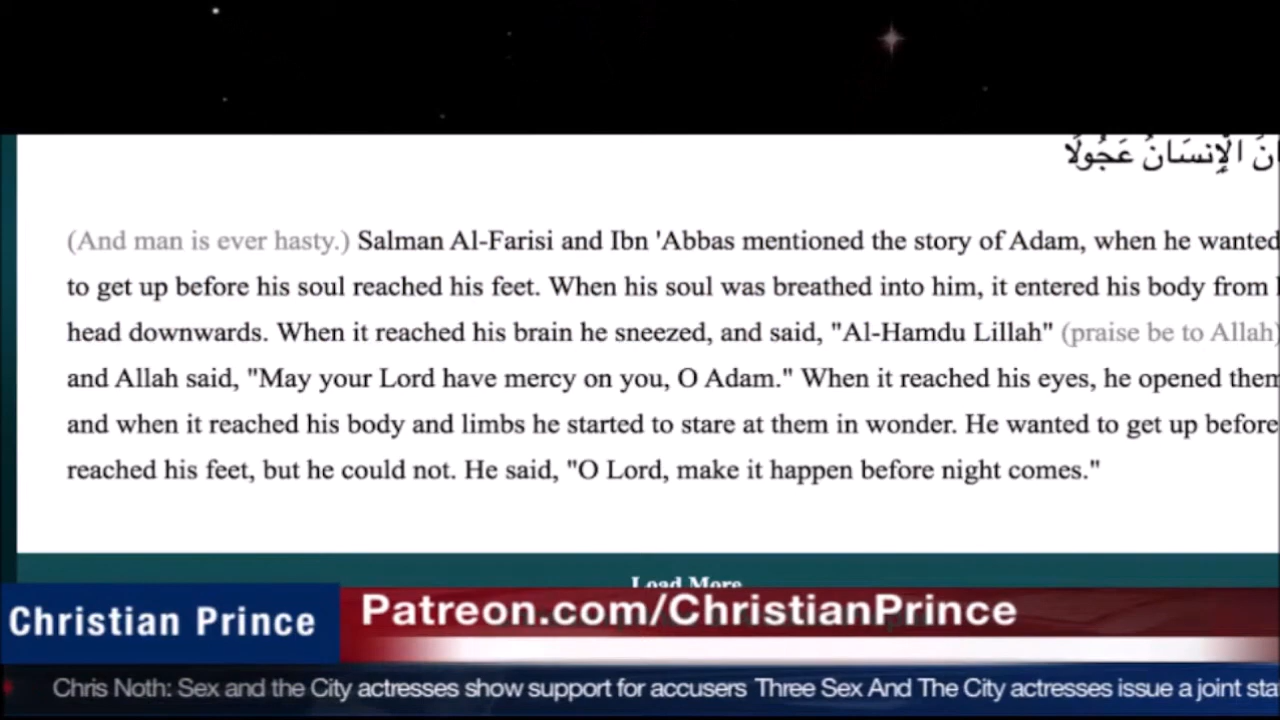 الْإِنسَانُ عَجُولًا
(And man is ever hasty.) Salman Al-Farisi and Ibn 'Abbas mentioned the story of Adam, when he wanted
to get up before his soul reached his feet. When his soul was breathed into him, it entered his body from
head downwards. When it reached his brain he sneezed, and said, "Al-Hamdu Lillah" (praise be to Allah)
and Allah said, "May your Lord have mercy on you, O Adam." When it reached his eyes, he opened them
and when it reached his body and limbs he started to stare at them in wonder. He wanted to get up before
reached his feet, but he could not. He said, "O Lord, make it happen before night comes."
Load More
Christian Prince
Patreon.com/ChristianPrince
Chris Noth: Sex and the City actresses show support for accusers Three Sex And The City actresses issue a joint sta